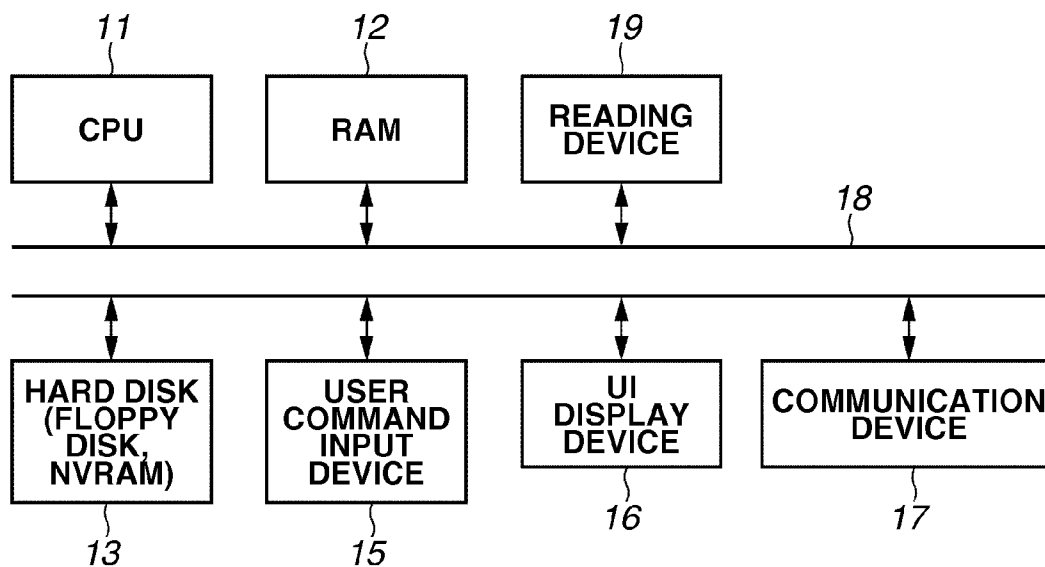 11
12
19
CPU
RAM
READING
DEVICE
18
HARD DISK
(FLOPPY
DISK,
NVRAM)
USER
COMMAND
INPUT
DEVICE
UI
DISPLAY
DEVICE
COMMUNICATION
DEVICE
13
15
16
17